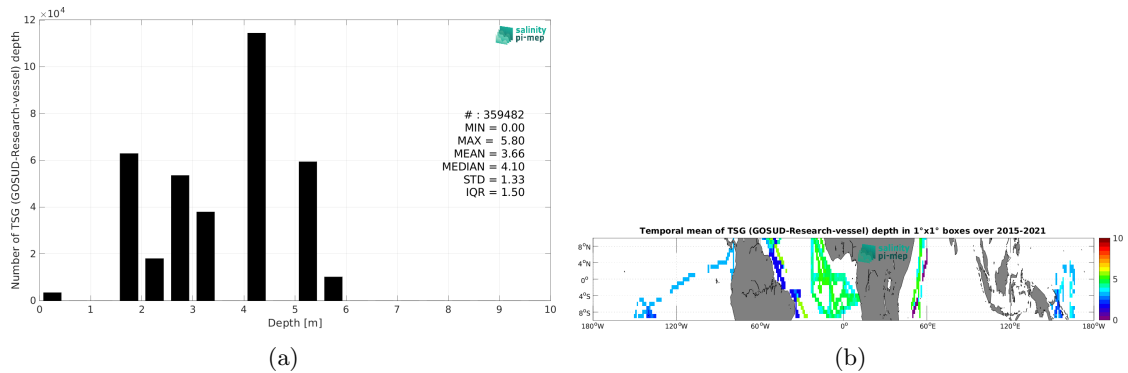 12 ×10⁴
10
8
6
4
2
0
Number of TSG (GOSUD-Research-vessel) depth
salinity
pi-mep
# : 359482
MIN = 0.00
MAX = 5.80
MEAN = 3.66
MEDIAN = 4.10
STD = 1.33
IQR = 1.50
0 1 2 3 4 5 6 7 8 9 10
Depth [m]
(a)
Temporal mean of TSG (GOSUD-Research-vessel) depth in 1°x1° boxes over 2015-2021
8°N
4°N
0°
4°S
8°S
salinity
pi-mep
180°W 120°W 60°W 0° 60°E 120°E 180°W
10
5
0
(b)